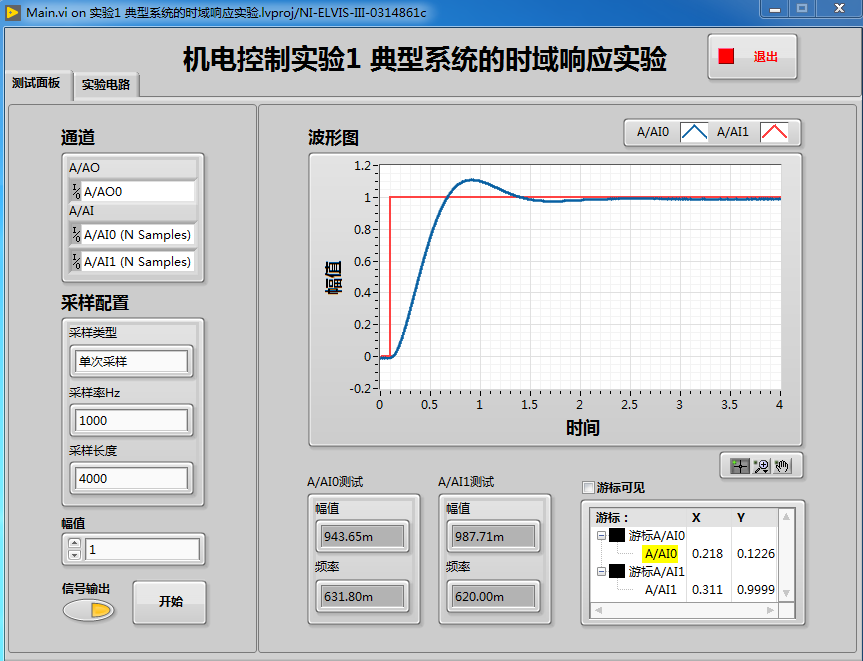 Main.vi on 实验1 典型系统的时域响应实验.lvproj/NI-ELVIS-III-0314861c
机电控制实验1 典型系统的时域响应实验
退出
测试面板
实验电路
通道
A/AO
A/AO0
A/AI
A/AI0 (N Samples)
A/AI1 (N Samples)
采样配置
采样类型
单次采样
采样率Hz
1000
采样长度
4000
幅值
1
信号输出
开始
波形图
A/AI0 A/AI1
1.2
1
0.8
0.6
0.4
0.2
0
-0.2
幅值
0 0.5 1 1.5 2 2.5 3 3.5 4
时间
A/AI0测试
幅值
943.65m
频率
631.80m
A/AI1测试
幅值
987.71m
频率
620.00m
游标可见
游标： X Y
游标A/AI0
A/AI0 0.218 0.1226
游标A/AI1
A/AI1 0.311 0.9999